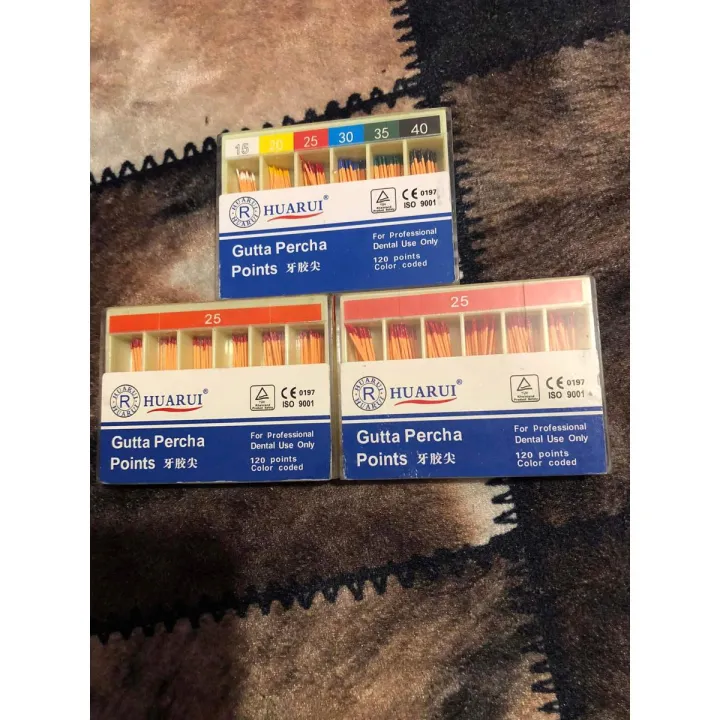 15 20 25 30 35 40
HUARUI R HUARUI
HUARUI®
CE 0197
ISO 9001
Gutta Percha
Points 牙胶尖
For Professional
Dental Use Only
120 points
Color coded
25
HUARUI R HUARUI
HUARUI®
CE 0197
ISO 9001
Gutta Percha
Points 牙胶尖
For Professional
Dental Use Only
120 points
Color coded
25
HUARUI R HUARUI
HUARUI®
CE 0197
ISO 9001
Gutta Percha
Points 牙胶尖
For Professional
Dental Use Only
120 points
Color coded